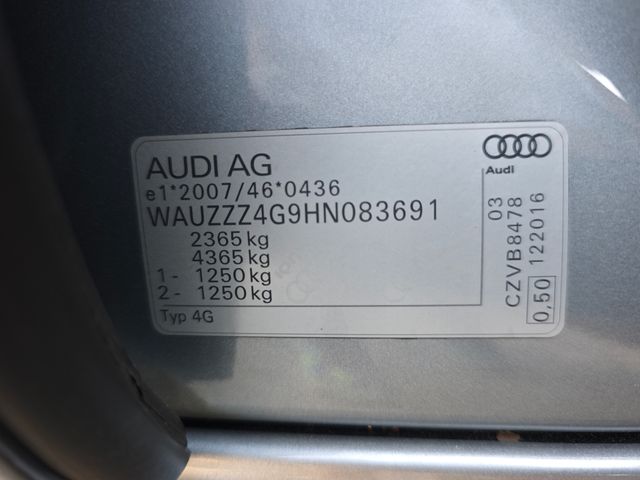 AUDI AG
e1*2007/46*0436
WAUZZZ4G9HN083691
2365 kg
4365 kg
1- 1250 kg
2- 1250 kg
Typ 4G
Audi
03
CZVB8478
122016
0,50